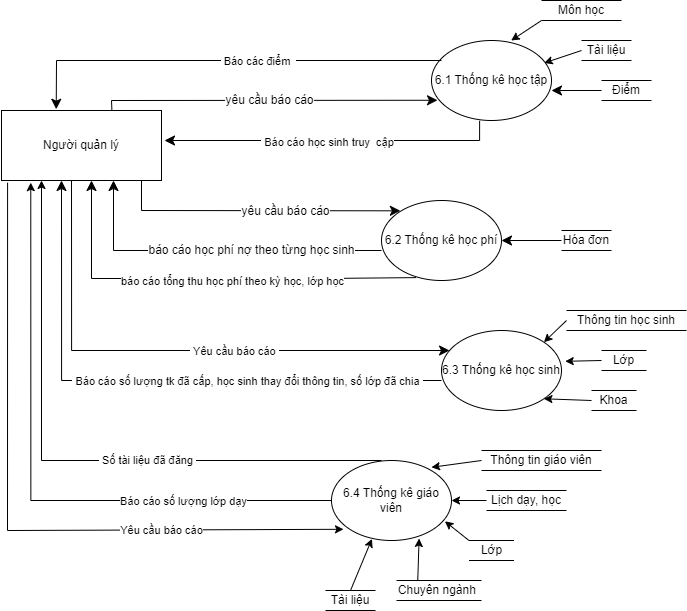 Môn học
Báo các điểm
Tải liệu
6.1 Thống kê học tập
Điểm
yêu cầu báo cáo
Người quản lý
Báo cáo học sinh truy cập
yêu cầu báo cáo
6.2 Thống kê học phí
Hóa đơn
báo cáo học phí nợ theo từng học sinh
báo cáo tổng thu học phí theo kỳ học, lớp học
Thông tin học sinh
Yêu cầu báo cáo
Lớp
6.3 Thống kê học sinh
Báo cáo số lượng tk đã cấp, học sinh thay đổi thông tin, số lớp đã chia
Khoa
Số tài liệu đã đăng
Thông tin giáo viên
6.4 Thống kê giáo
viên
Báo cáo số lượng lớp dạy
Lịch dạy, học
Yêu cầu báo cáo
Lớp
Chuyên ngành
Tài liệu